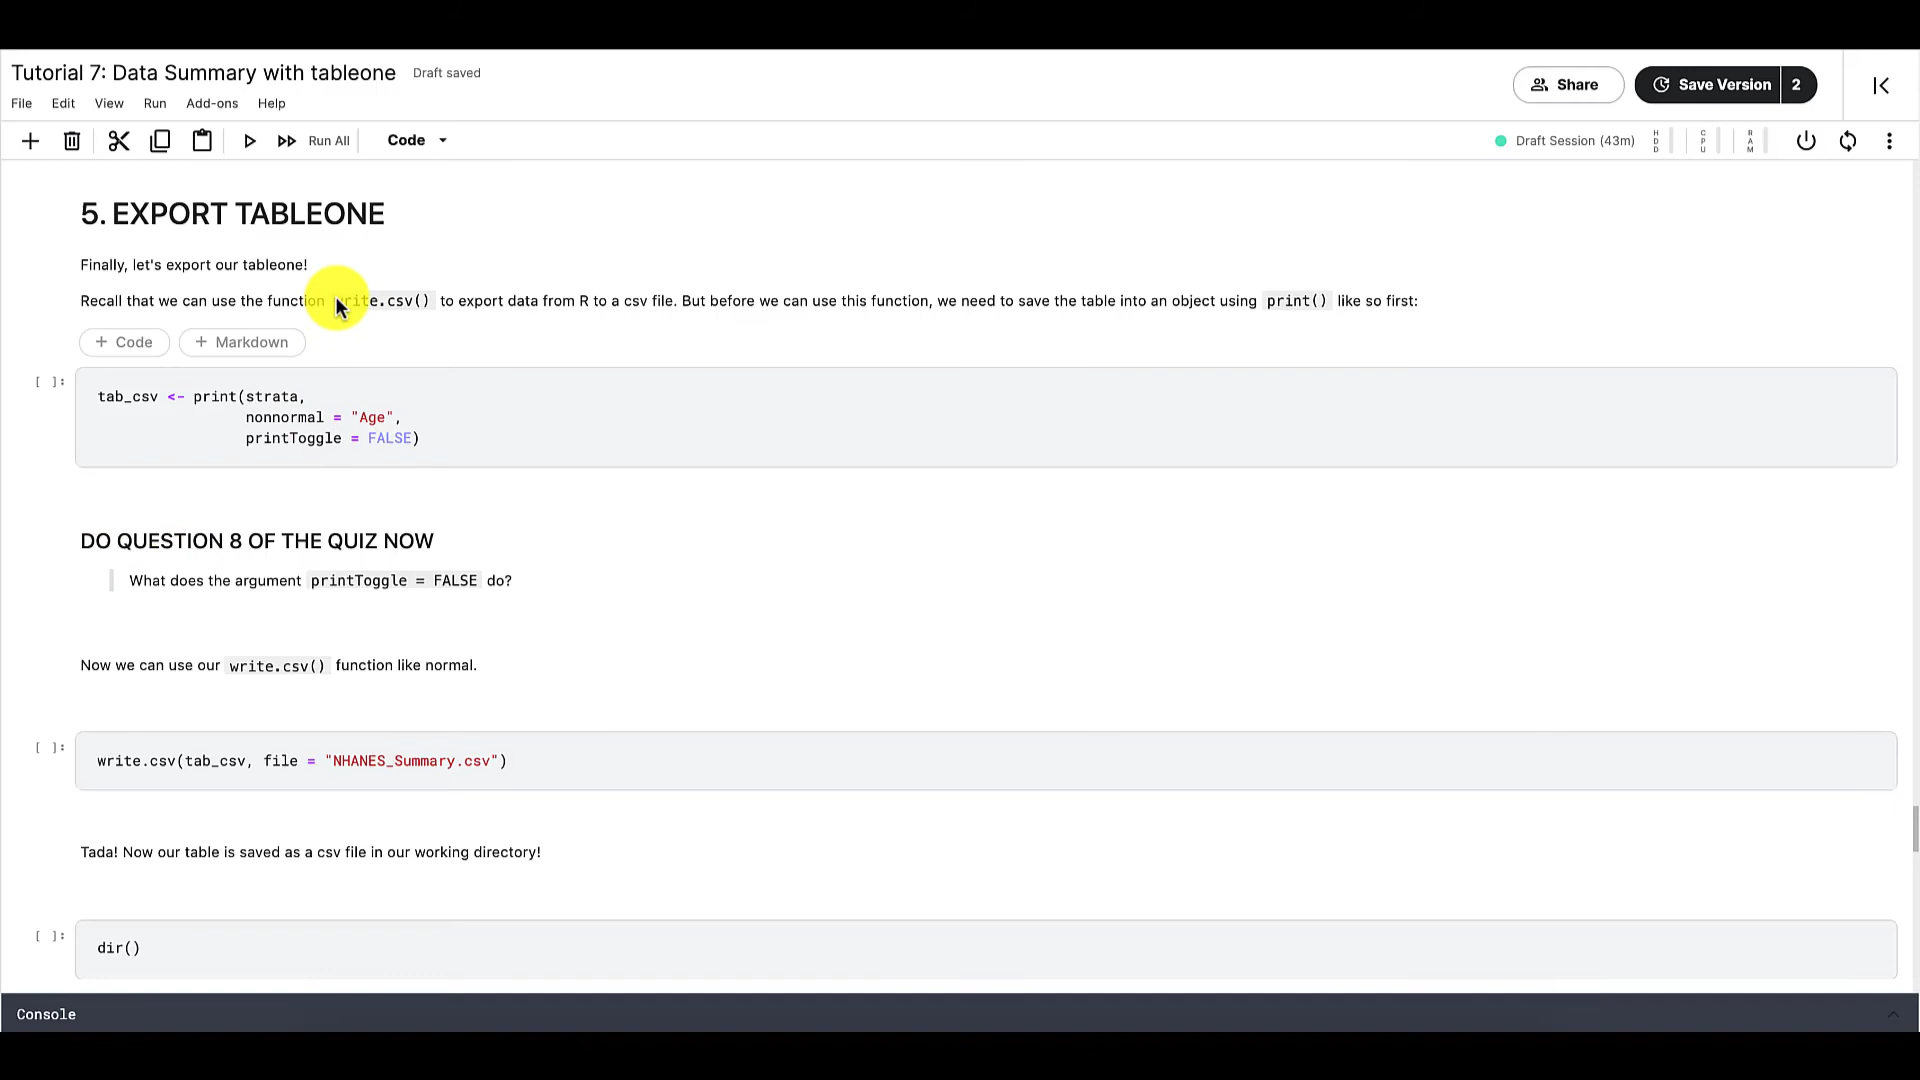 Tutorial 7: Data Summary with tableone Draft saved
Share
Save Version 2
File Edit View Run Add-ons Help
Run All
Code
Draft Session (43m)
HDD
CPU
RAM
5. EXPORT TABLEONE
Finally, let's export our tableone!
Recall that we can use the function write.csv() to export data from R to a csv file. But before we can use this function, we need to save the table into an object using print() like so first:
+ Code + Markdown
[ ]:
tab_csv <- print(strata,
nonnormal = "Age",
printToggle = FALSE)
DO QUESTION 8 OF THE QUIZ NOW
What does the argument printToggle = FALSE do?
Now we can use our write.csv() function like normal.
[ ]:
write.csv(tab_csv, file = "NHANES_Summary.csv")
Tada! Now our table is saved as a csv file in our working directory!
[ ]:
dir()
Console